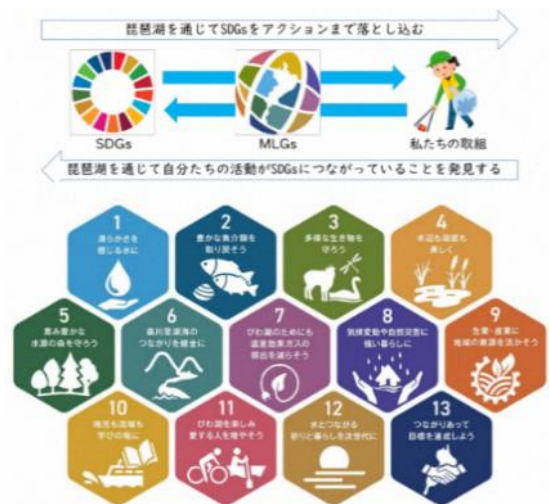 琵琶湖を通じてSDGsをアクションまで落とし込む
SDGs
MLGs
私たちの取組
琵琶湖を通じて自分たちの活動がSDGsにつながっていることを発見する
1
清らかさを
感じる水に
2
豊かな魚介類を
取り戻そう
3
多様な生き物を
守ろう
4
水辺も湖底も
美しく
5
恵み豊かな
水源の森を守ろう
6
森川里湖海の
つながりを健全に
7
びわ湖のためにも
温室効果ガスの
排出を減らそう
8
気候変動や自然災害に
強い暮らしに
9
生業・産業に
地域の資源を活かそう
10
地元も流域も
学びの場に
11
びわ湖を楽しみ
愛する人を増やそう
12
水とつながる
祈りと暮らしを次世代に
13
つながりあって
目標を達成しよう